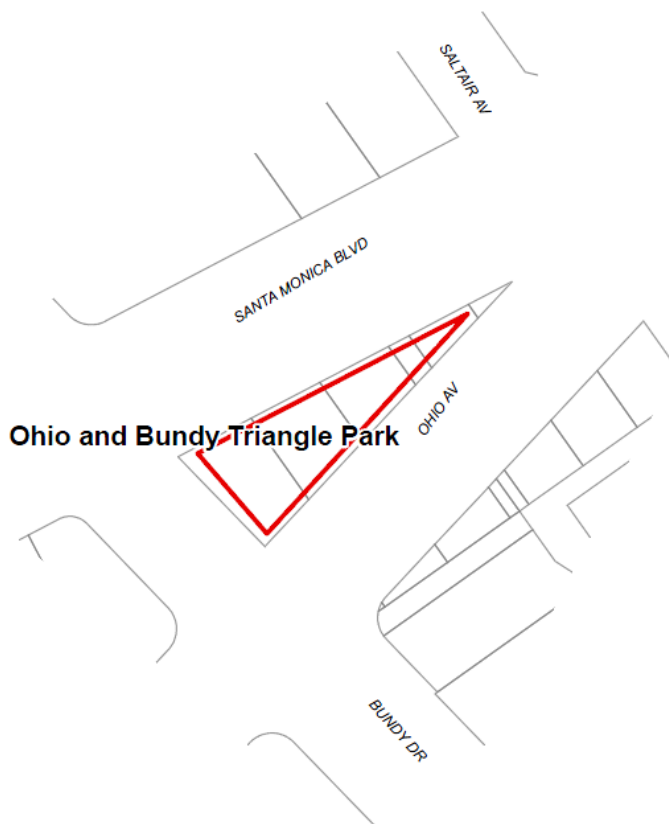 SALTAIR AV
SANTA MONICA BLVD
OHIO AV
Ohio and Bundy Triangle Park
BUNDY DR